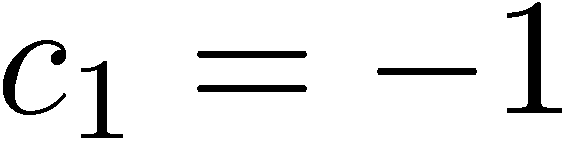 c₁ = −1